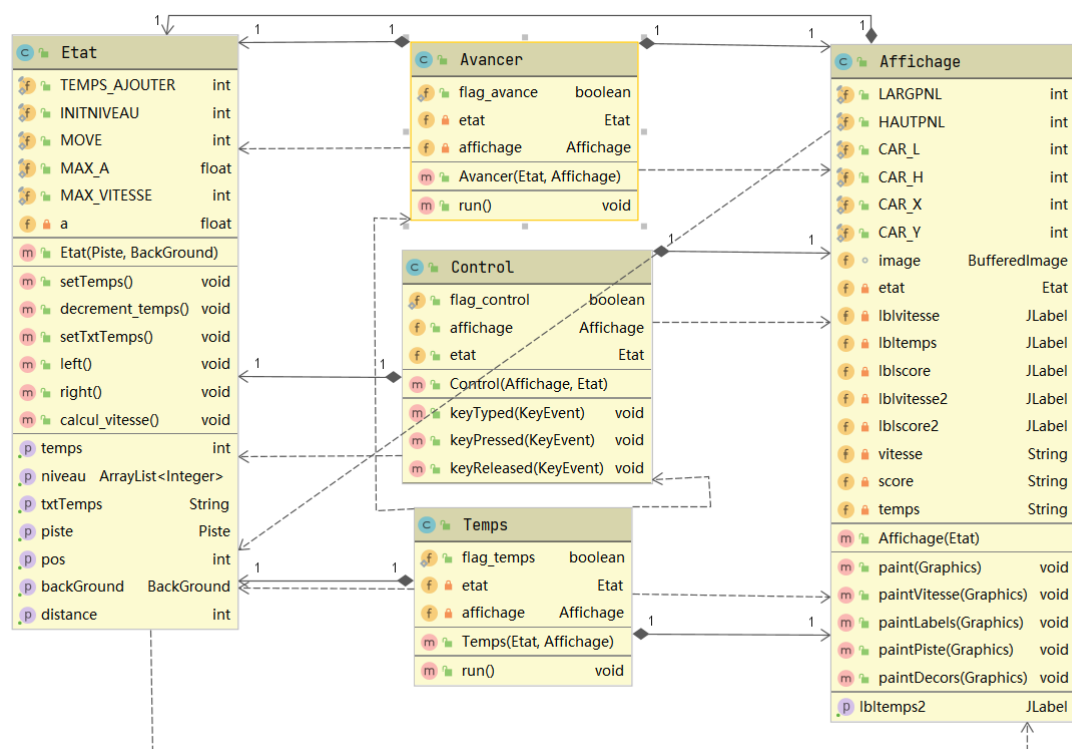 1
1
1
1
1
1
Etat
TEMPS_AJOUTER int
INITNIVEAU int
MOVE int
MAX_A float
MAX_VITESSE int
a float
Etat(Piste, BackGround)
setTemps() void
decrement_temps() void
setTxtTemps() void
left() void
right() void
calcul_vitesse() void
temps int
niveau ArrayList<Integer>
txtTemps String
piste Piste
pos int
backGround BackGround
distance int
Avancer
flag_avance boolean
etat Etat
affichage Affichage
Avancer(Etat, Affichage)
run() void
1
1
Control
flag_control boolean
affichage Affichage
etat Etat
Control(Affichage, Etat)
keyTyped(KeyEvent) void
keyPressed(KeyEvent) void
keyReleased(KeyEvent) void
1
1
Temps
flag_temps boolean
etat Etat
affichage Affichage
Temps(Etat, Affichage)
run() void
1
1
1
1
Affichage
LARGPNL int
HAUTPNL int
CAR_L int
CAR_H int
CAR_X int
CAR_Y int
image BufferedImage
etat Etat
lblvitesse JLabel
lbltemps JLabel
lblscore JLabel
lblvitesse2 JLabel
lblscore2 JLabel
vitesse String
score String
temps String
Affichage(Etat)
paint(Graphics) void
paintVitesse(Graphics) void
paintLabels(Graphics) void
paintPiste(Graphics) void
paintDecors(Graphics) void
lbltemps2 JLabel